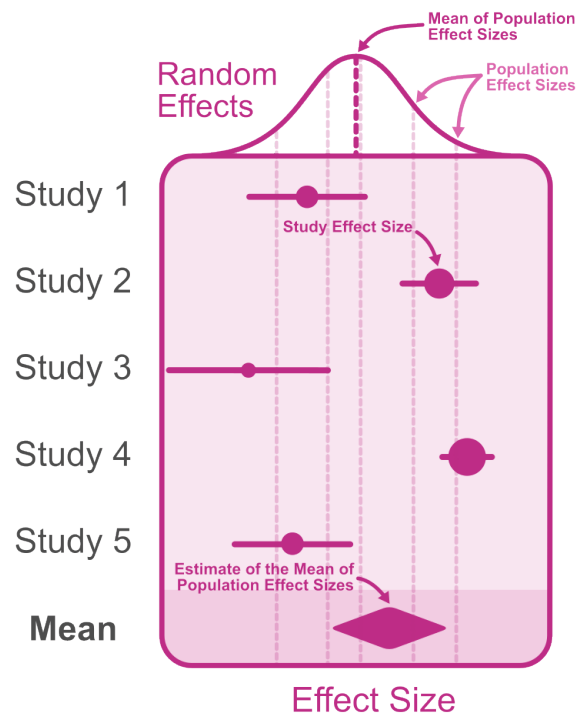 Mean of Population
Effect Sizes
Random
Effects
Population
Effect Sizes
Study 1
Study Effect Size
Study 2
Study 3
Study 4
Study 5
Estimate of the Mean of
Population Effect Sizes
Mean
Effect Size